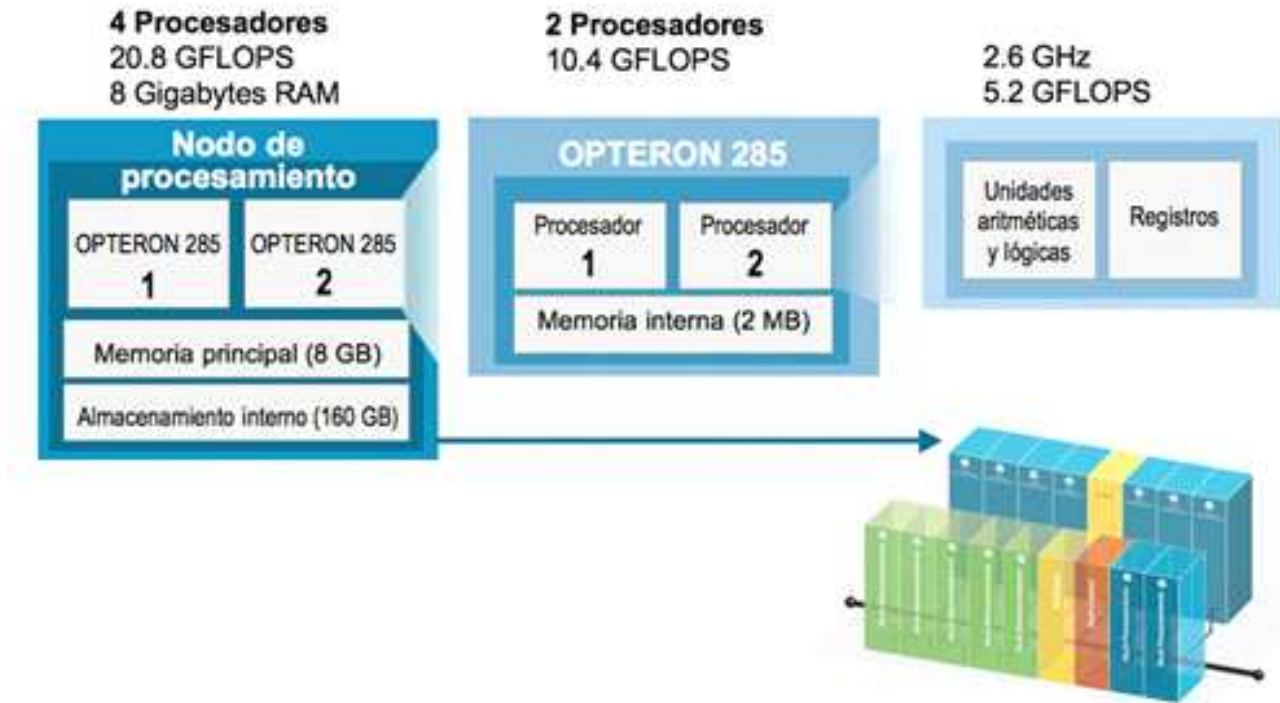 4 Procesadores
20.8 GFLOPS
8 Gigabytes RAM
Nodo de
procesamiento
OPTERON 285
1
OPTERON 285
2
Memoria principal (8 GB)
Almacenamiento interno (160 GB)
2 Procesadores
10.4 GFLOPS
OPTERON 285
Procesador
1
Procesador
2
Memoria interna (2 MB)
2.6 GHz
5.2 GFLOPS
Unidades
aritméticas
y lógicas
Registros